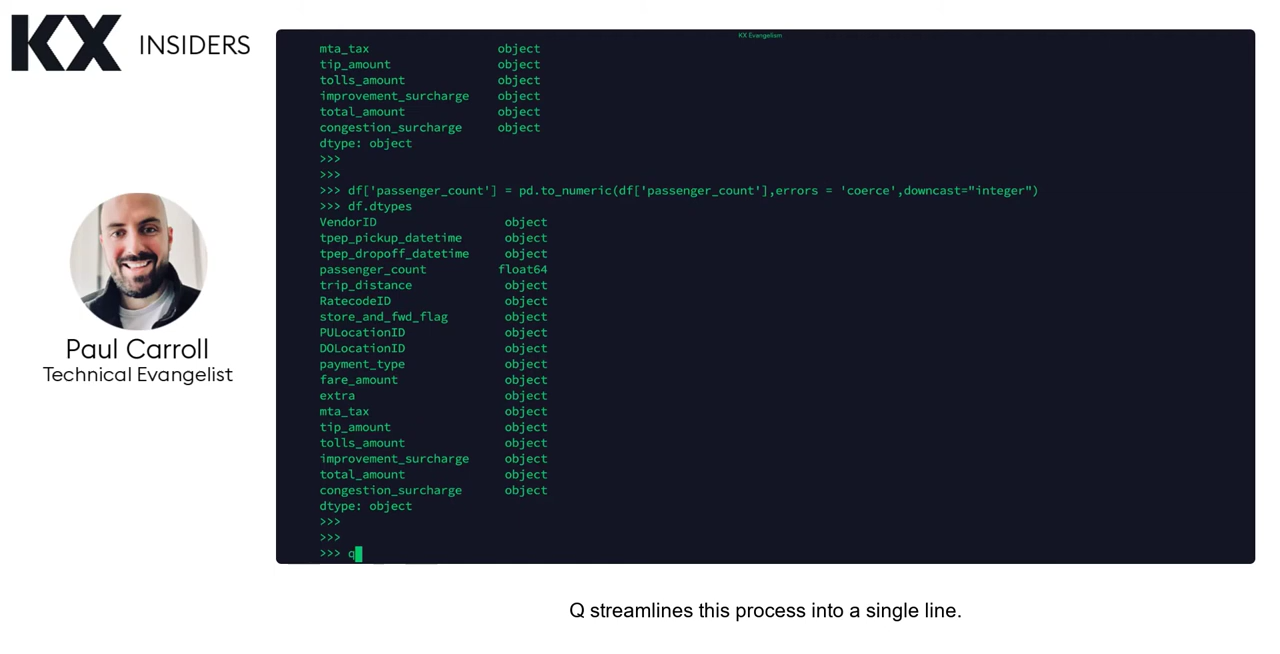 KX INSIDERS
KX Evangelism
mta_tax object
tip_amount object
tolls_amount object
improvement_surcharge object
total_amount object
congestion_surcharge object
dtype: object
>>>
>>>
>>> df['passenger_count'] = pd.to_numeric(df['passenger_count'],errors = 'coerce',downcast="integer")
>>> df.dtypes
VendorID object
tpep_pickup_datetime object
tpep_dropoff_datetime object
passenger_count float64
trip_distance object
RatecodeID object
store_and_fwd_flag object
PULocationID object
DOLocationID object
payment_type object
fare_amount object
extra object
mta_tax object
tip_amount object
tolls_amount object
improvement_surcharge object
total_amount object
congestion_surcharge object
dtype: object
>>>
>>>
>>> q
Paul Carroll
Technical Evangelist
Q streamlines this process into a single line.